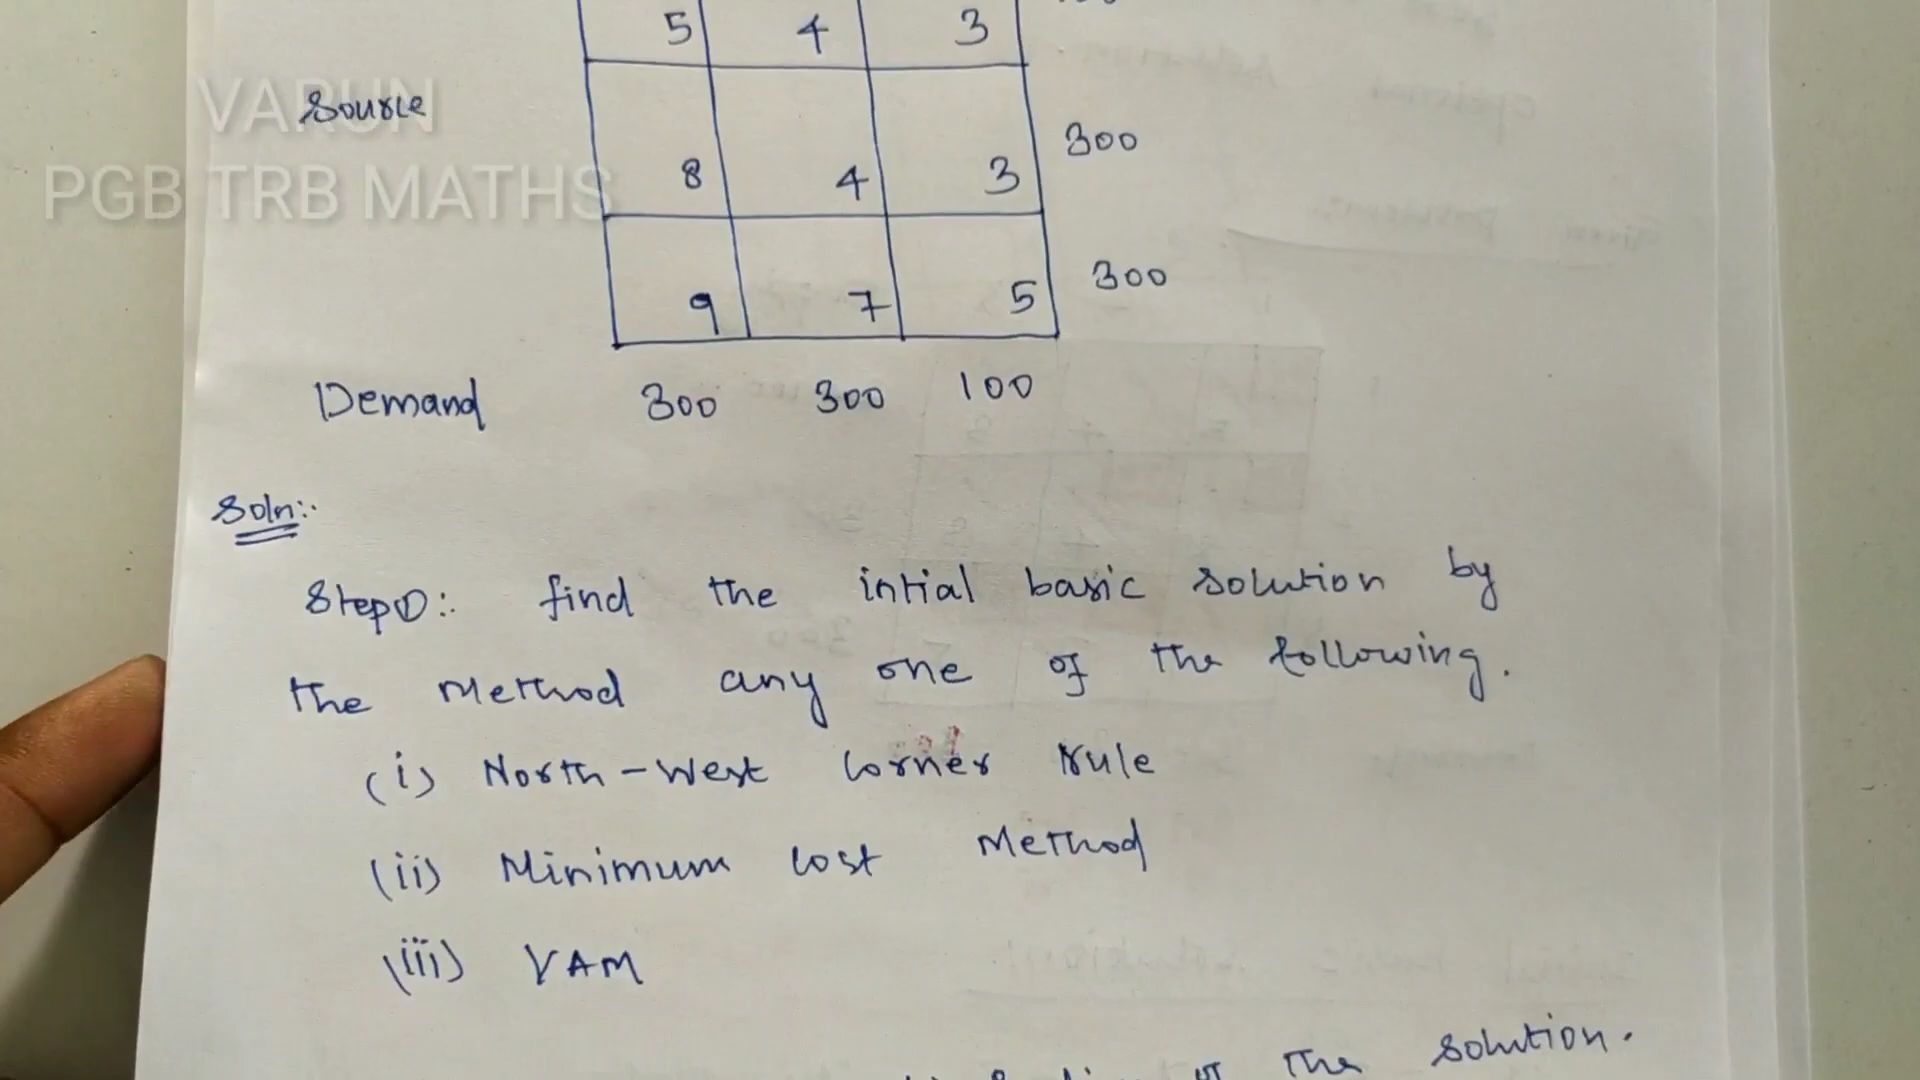 5 4 3
Source
VARUN
PGB TRB MATHS
300
8 4 3
300
9 7 5
Demand 300 300 100
Soln:-
Step①:- find the intial basic solution by
the Method any one of the following.
(i) North-West Corner Rule
(ii) Minimum Cost Method
(iii) VAM
the solution.